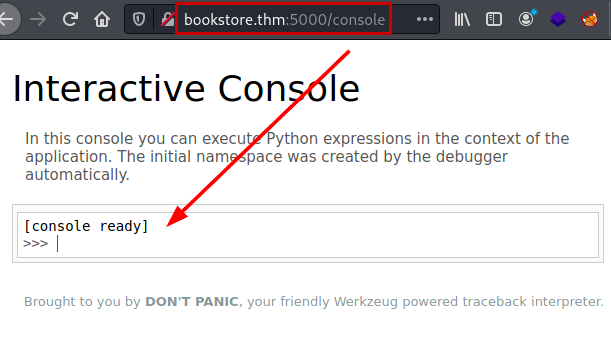 bookstore.thm:5000/console
Interactive Console
In this console you can execute Python expressions in the context of the
application. The initial namespace was created by the debugger
automatically.
[console ready]
>>>
Brought to you by DON'T PANIC, your friendly Werkzeug powered traceback interpreter.